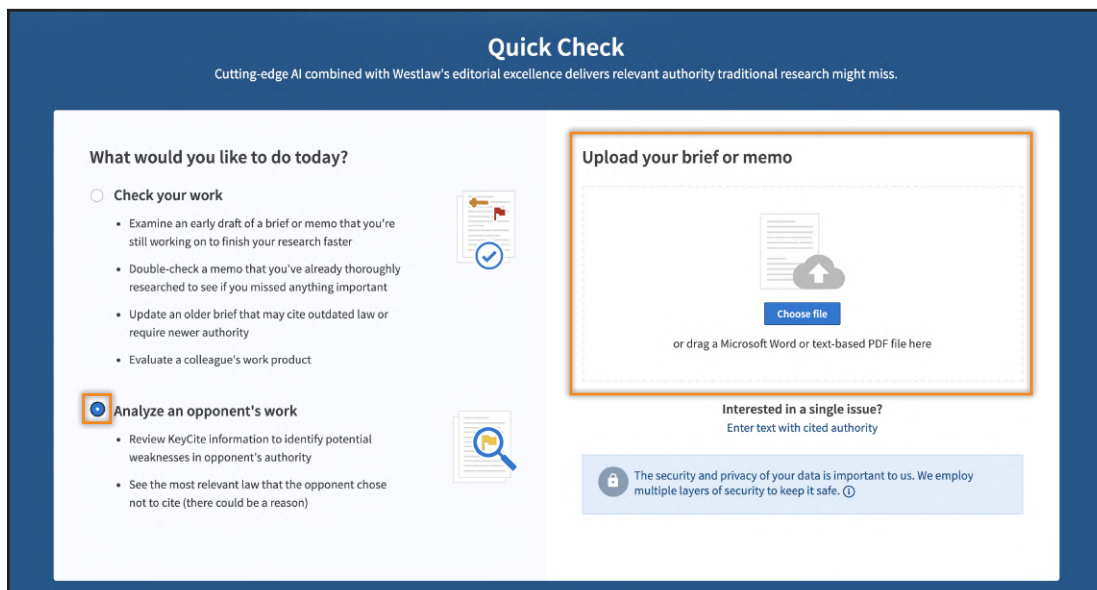 Quick Check
Cutting-edge AI combined with Westlaw's editorial excellence delivers relevant authority traditional research might miss.
What would you like to do today?
Check your work
• Examine an early draft of a brief or memo that you're
still working on to finish your research faster
• Double-check a memo that you've already thoroughly
researched to see if you missed anything important
• Update an older brief that may cite outdated law or
require newer authority
• Evaluate a colleague's work product
Analyze an opponent's work
• Review KeyCite information to identify potential
weaknesses in opponent's authority
• See the most relevant law that the opponent chose
not to cite (there could be a reason)
Upload your brief or memo
Choose file
or drag a Microsoft Word or text-based PDF file here
Interested in a single issue?
Enter text with cited authority
The security and privacy of your data is important to us. We employ
multiple layers of security to keep it safe.